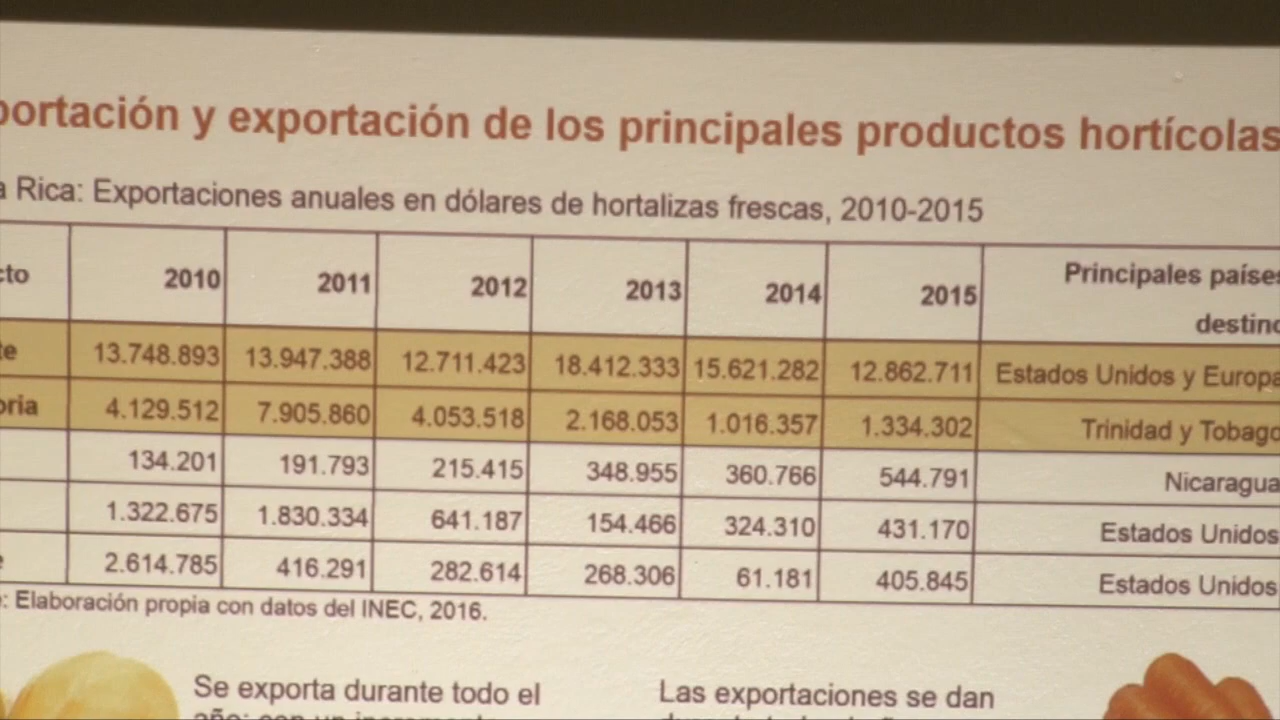 portación y exportación de los principales productos hortícolas
a Rica: Exportaciones anuales en dólares de hortalizas frescas, 2010-2015
cto 2010 2011 2012 2013 2014 2015 Principales países
destino
te 13.748.893 13.947.388 12.711.423 18.412.333 15.621.282 12.862.711 Estados Unidos y Europa
oria 4.129.512 7.905.860 4.053.518 2.168.053 1.016.357 1.334.302 Trinidad y Tobago
134.201 191.793 215.415 348.955 360.766 544.791 Nicaragua
1.322.675 1.830.334 641.187 154.466 324.310 431.170 Estados Unidos
e 2.614.785 416.291 282.614 268.306 61.181 405.845 Estados Unidos
: Elaboración propia con datos del INEC, 2016.
Se exporta durante todo el
año; con un incremento
Las exportaciones se dan